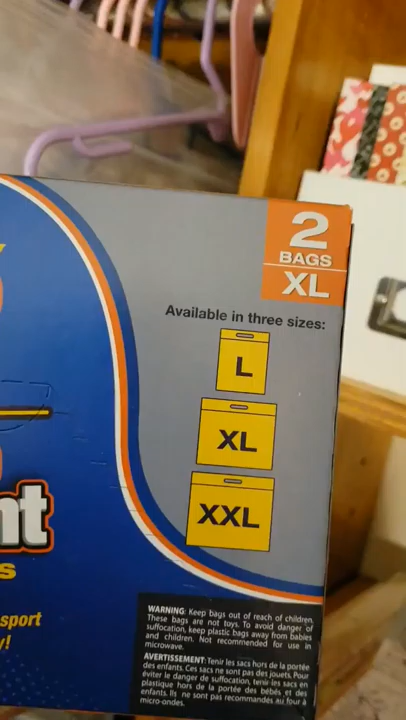 2
BAGS
XL
Available in three sizes:
L
XL
XXL
WARNING: Keep bags out of reach of children.
These bags are not toys. To avoid danger of
suffocation, keep plastic bags away from babies
and children. Not recommended for use in
microwave.
AVERTISSEMENT: Tenir les sacs hors de la portée
des enfants. Ces sacs ne sont pas des jouets. Pour
éviter le danger de suffocation, tenir les sacs en
plastique hors de la portée des bébés et des
enfants. Ils ne sont pas recommandés au four à
micro-ondes.